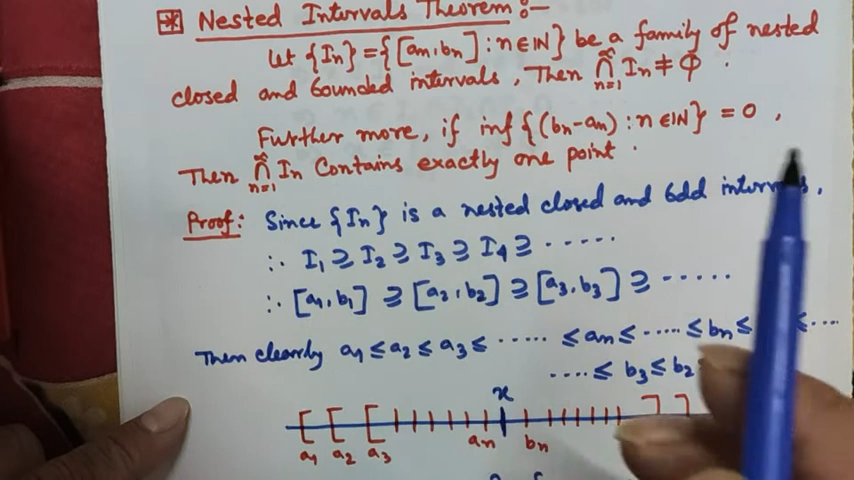 * Nested Intervals Theorem :-
Let {In} = {[an, bn] : n ∈ IN} be a family of nested
closed and bounded intervals, Then ∞∩n=1 In ≠ Φ .
Further more, if inf {(bn-an) : n ∈ IN} = 0 ,
Then ∞∩n=1 In Contains exactly one point .
Proof: Since {In} is a nested closed and bdd intervals.
∴ I1 ⊇ I2 ⊇ I3 ⊇ I4 ⊇ .....
∴ [a1, b1] ⊇ [a2, b2] ⊇ [a3, b3] ⊇ .....
Then clearly a1 ≤ a2 ≤ a3 ≤ ..... ≤ an ≤ ..... ≤ bn ≤ ≤ ....
.... ≤ b3 ≤ b2
x
a1 a2 a3 an bn